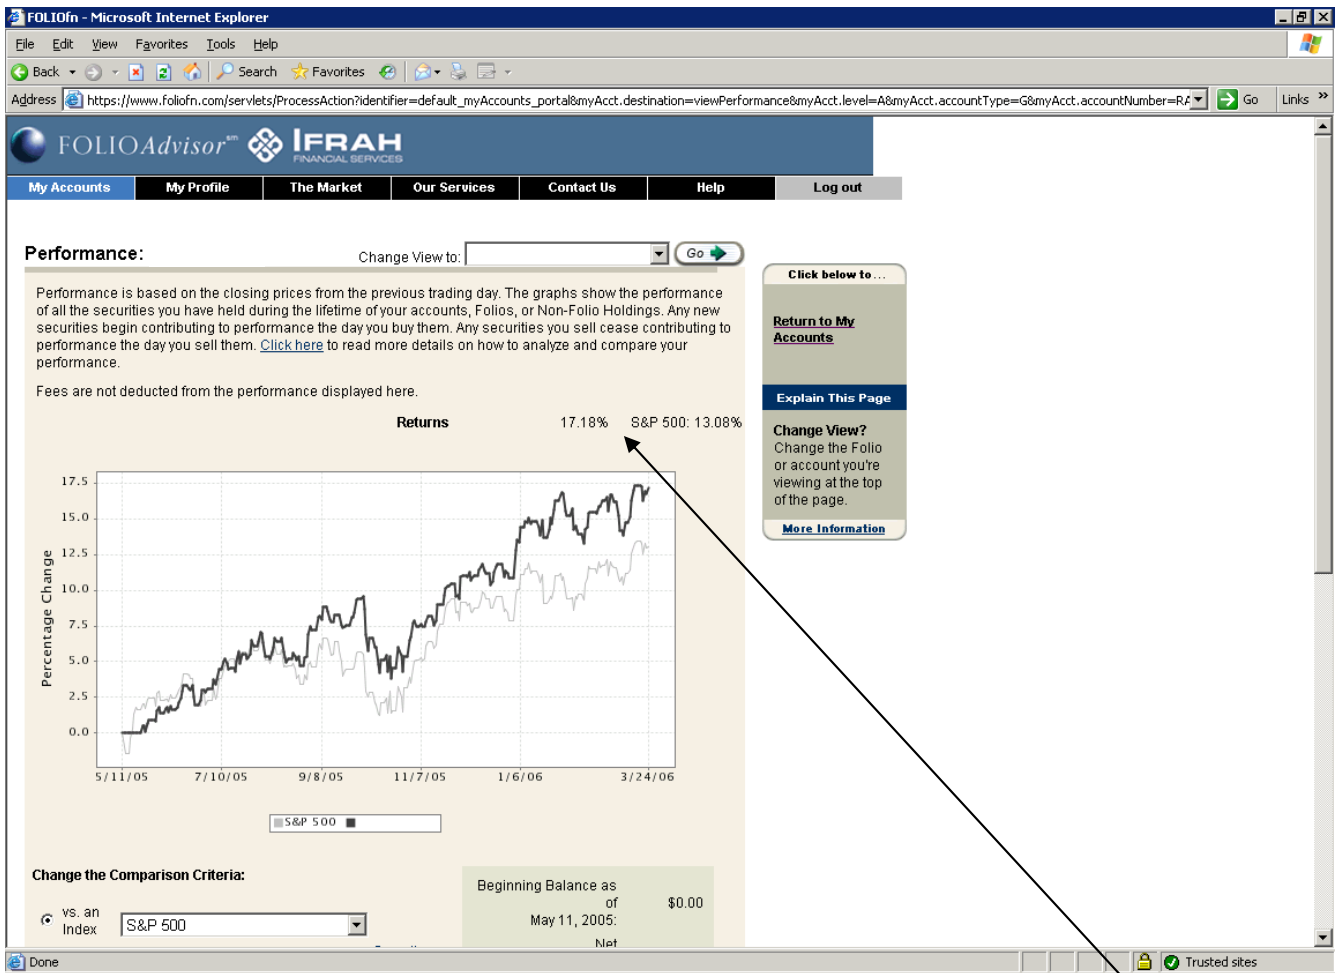 FOLIOfn - Microsoft Internet Explorer
File Edit View Favorites Tools Help
Back Search Favorites
Address https://www.foliofn.com/servlets/ProcessAction?identifier=default_myAccounts_portal&myAcct.destination=viewPerformance&myAcct.level=A&myAcct.accountType=G&myAcct.accountNumber=RA Go Links »
FOLIOAdvisor℠ IFRAH
FINANCIAL SERVICES
My Accounts My Profile The Market Our Services Contact Us Help Log out
Performance: Change View to: Go
Performance is based on the closing prices from the previous trading day. The graphs show the performance
of all the securities you have held during the lifetime of your accounts, Folios, or Non-Folio Holdings. Any new
securities begin contributing to performance the day you buy them. Any securities you sell cease contributing to
performance the day you sell them. Click here to read more details on how to analyze and compare your
performance.
Fees are not deducted from the performance displayed here.
Returns 17.18% S&P 500: 13.08%
17.5
15.0
12.5
10.0
7.5
5.0
2.5
0.0
Percentage Change
5/11/05 7/10/05 9/8/05 11/7/05 1/6/06 3/24/06
S&P 500
Change the Comparison Criteria:
vs. an
Index
S&P 500
Beginning Balance as
of
May 11, 2005:
$0.00
Net
Click below to...
Return to My
Accounts
Explain This Page
Change View?
Change the Folio
or account you're
viewing at the top
of the page.
More Information
Done Trusted sites